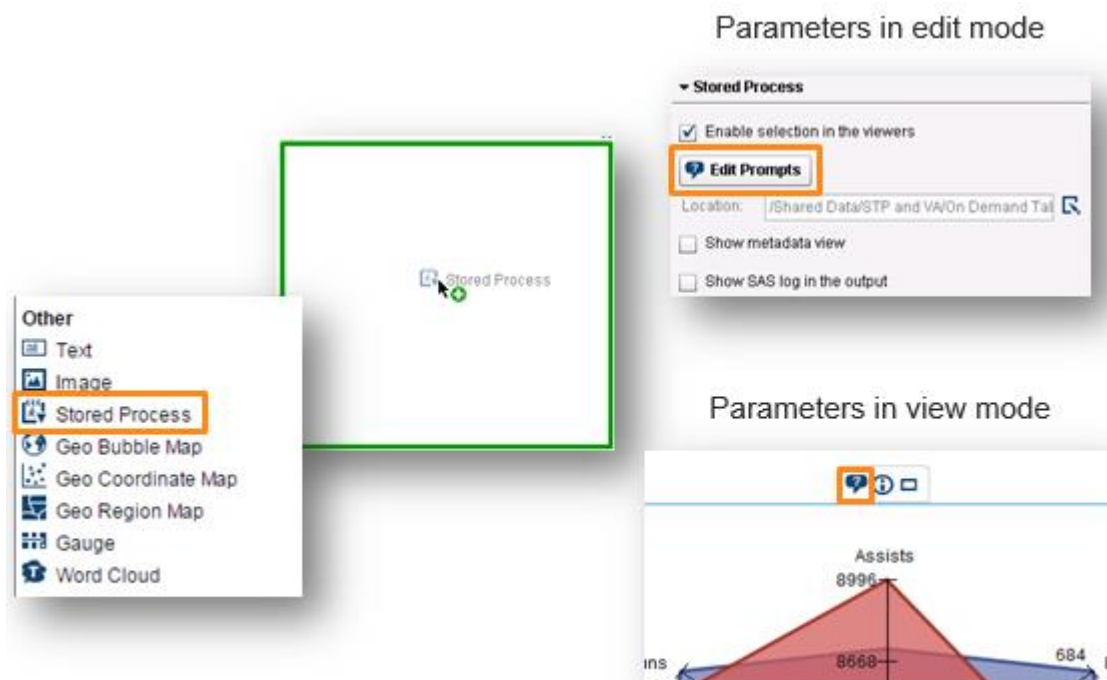 Parameters in edit mode
Stored Process
Enable selection in the viewers
Edit Prompts
Location: /Shared Data/STP and VA/On Demand Tal
Show metadata view
Show SAS log in the output
Stored Process
Other
Text
Image
Stored Process
Geo Bubble Map
Geo Coordinate Map
Geo Region Map
Gauge
Word Cloud
Parameters in view mode
Assists
8996
8668
684